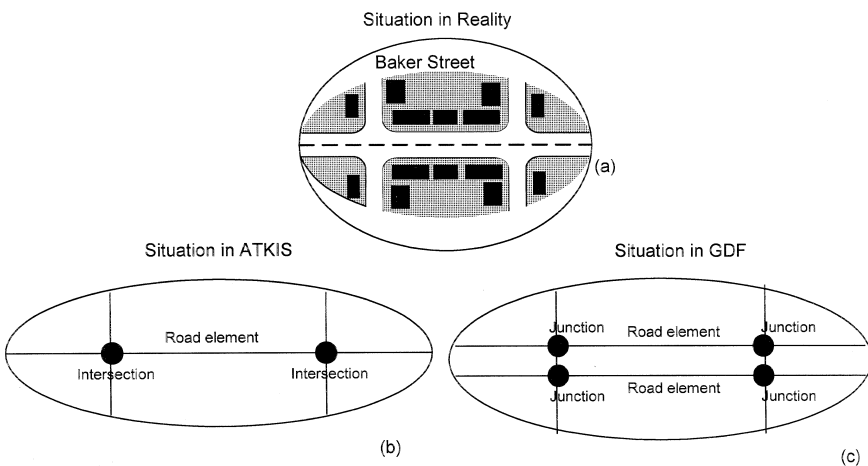 Situation in Reality
Baker Street
(a)
Situation in ATKIS
Road element
Intersection
Intersection
(b)
Situation in GDF
Junction
Road element
Junction
Junction
Road element
Junction
(c)